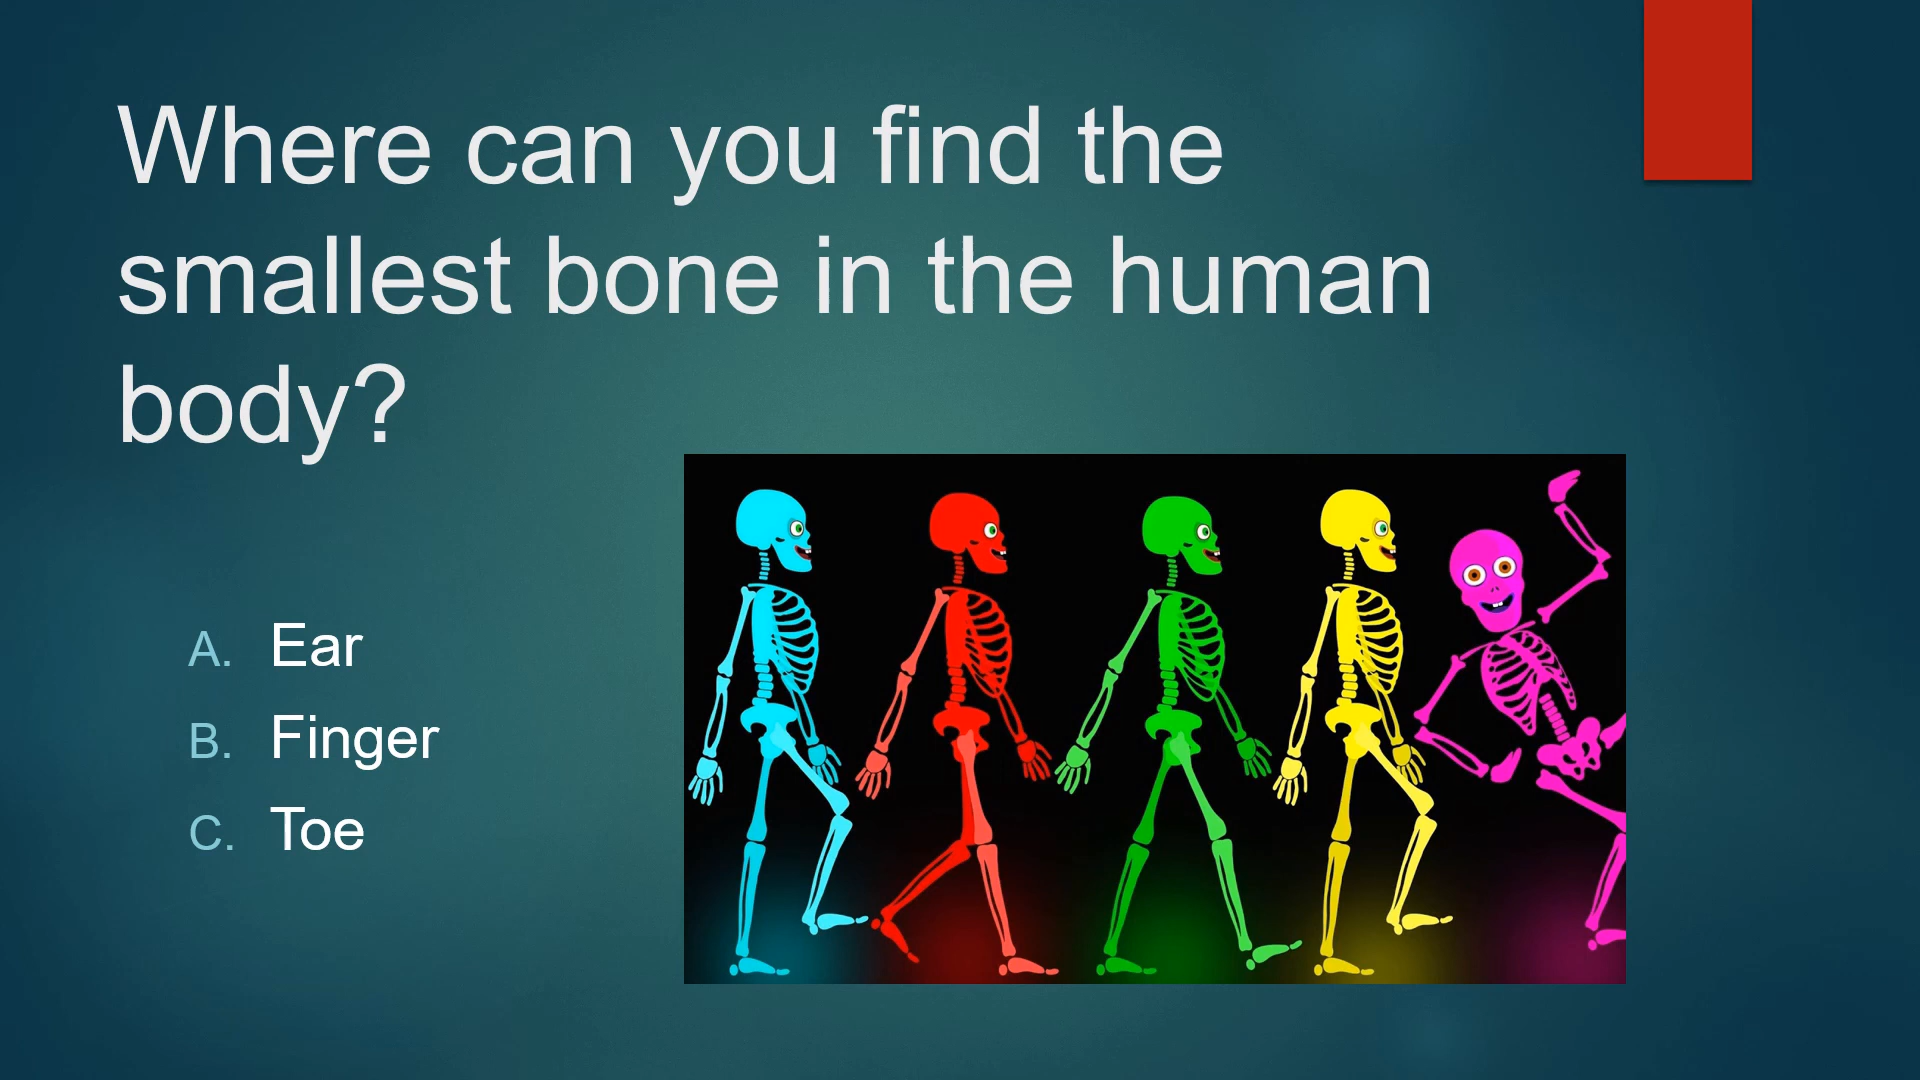 Where can you find the
smallest bone in the human
body?
A. Ear
B. Finger
C. Toe